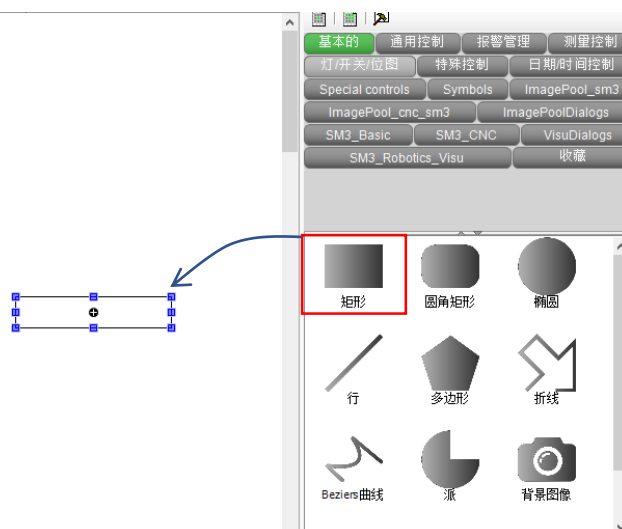 基本的 通用控制 报警管理 测量控制
灯/开关/位图 特殊控制 日期/时间控制
Special controls Symbols ImagePool_sm3
ImagePool_cnc_sm3 ImagePoolDialogs
SM3_Basic SM3_CNC VisuDialogs
SM3_Robotics_Visu 收藏
矩形 圆角矩形 椭圆
行 多边形 折线
Beziers曲线 派 背景图像